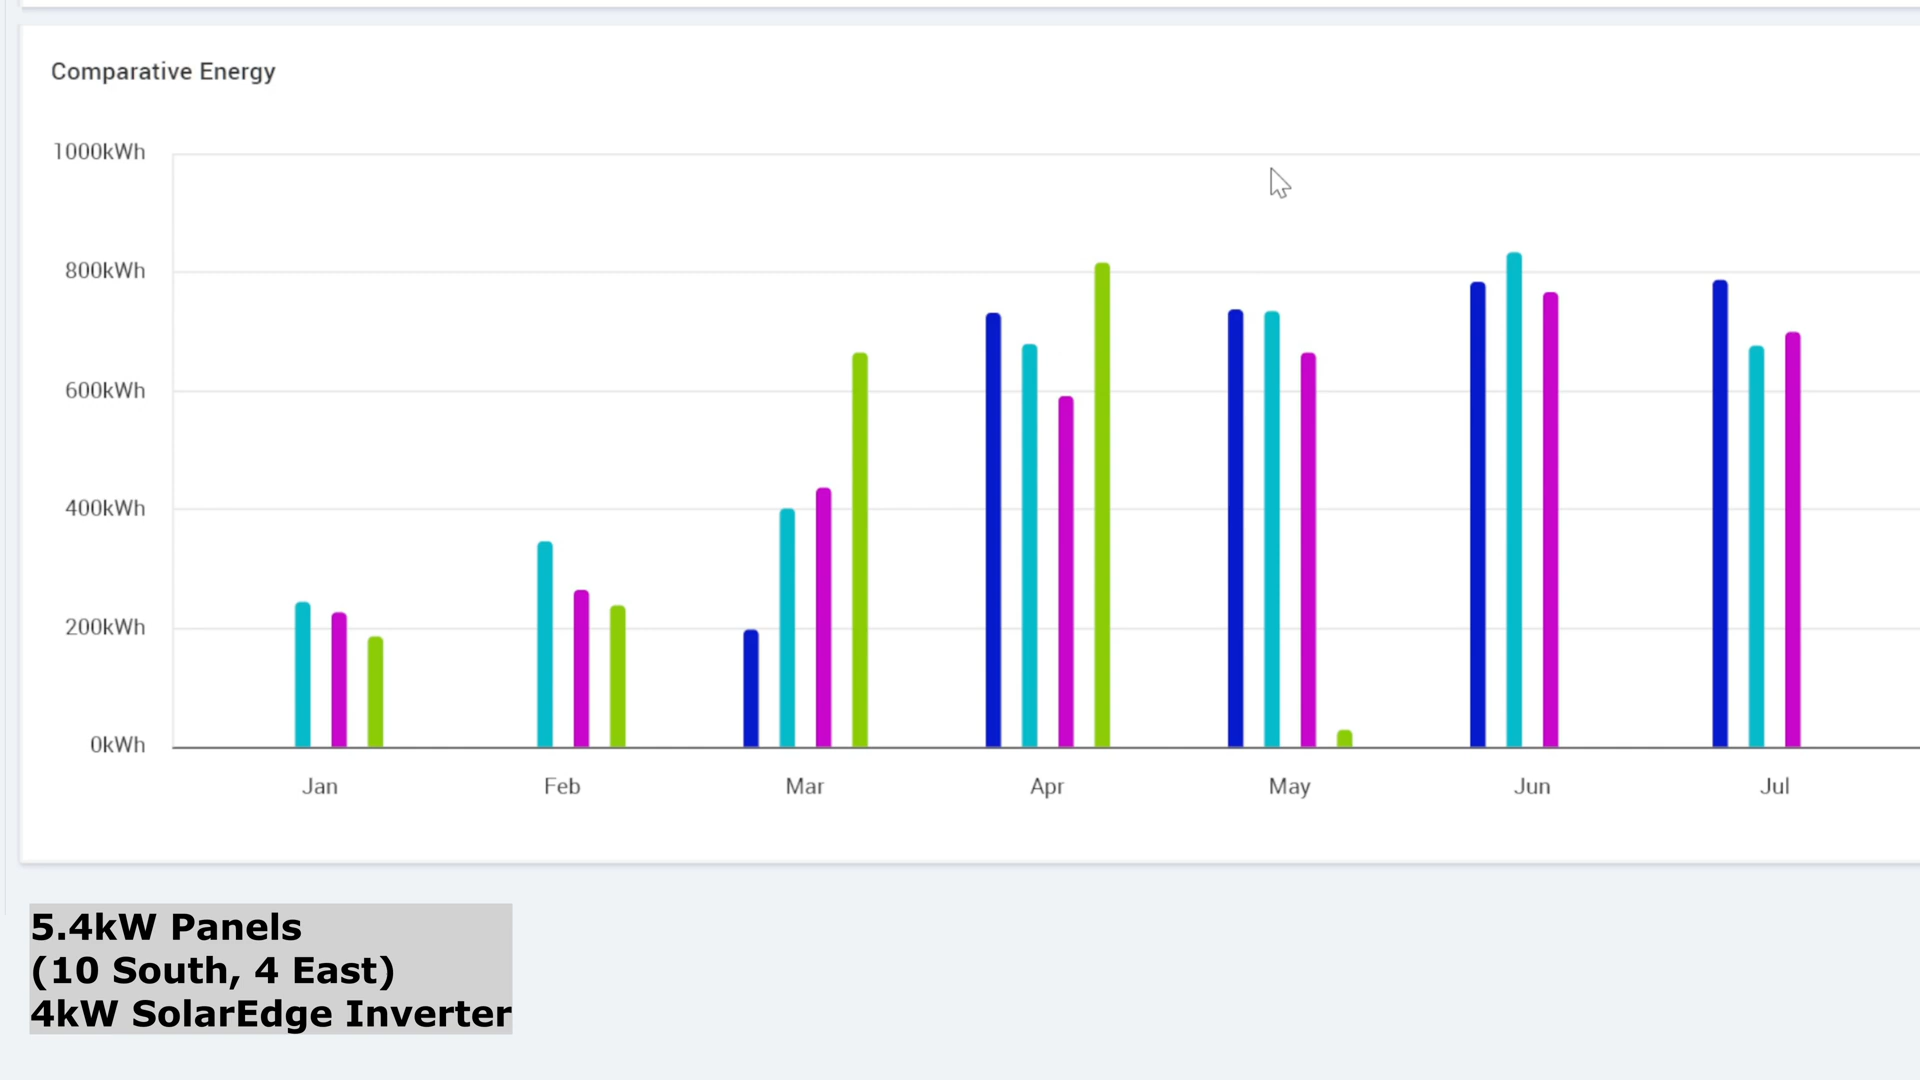 Comparative Energy
1000kWh
800kWh
600kWh
400kWh
200kWh
0kWh
Jan Feb Mar Apr May Jun Jul
5.4kW Panels
(10 South, 4 East)
4kW SolarEdge Inverter